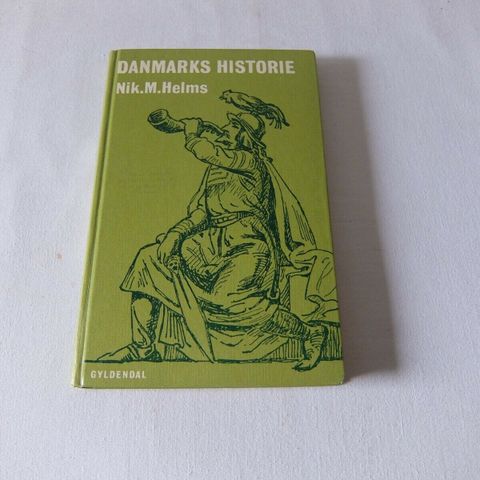 DANMARKS HISTORIE
Nik.M.Helms
GYLDENDAL